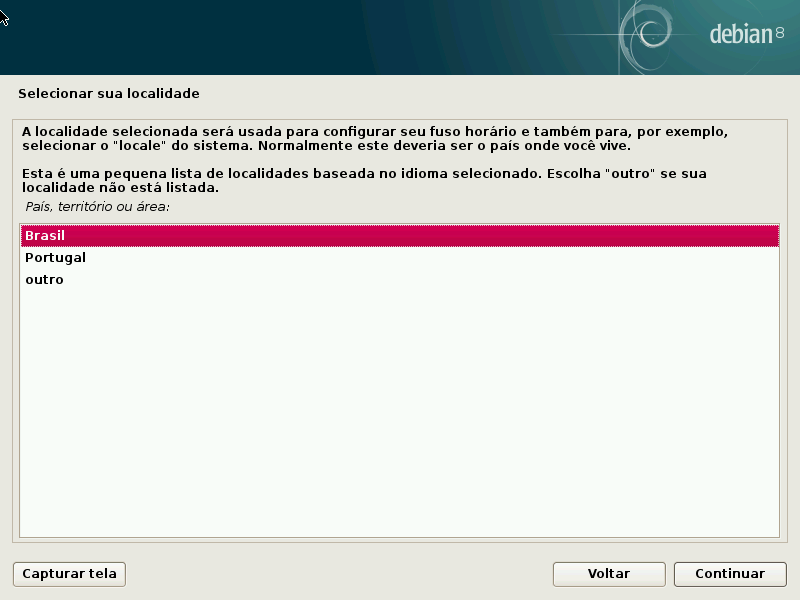 debian 8
Selecionar sua localidade
A localidade selecionada será usada para configurar seu fuso horário e também para, por exemplo,
selecionar o "locale" do sistema. Normalmente este deveria ser o país onde você vive.
Esta é uma pequena lista de localidades baseada no idioma selecionado. Escolha "outro" se sua
localidade não está listada.
País, território ou área:
Brasil
Portugal
outro
Capturar tela
Voltar
Continuar